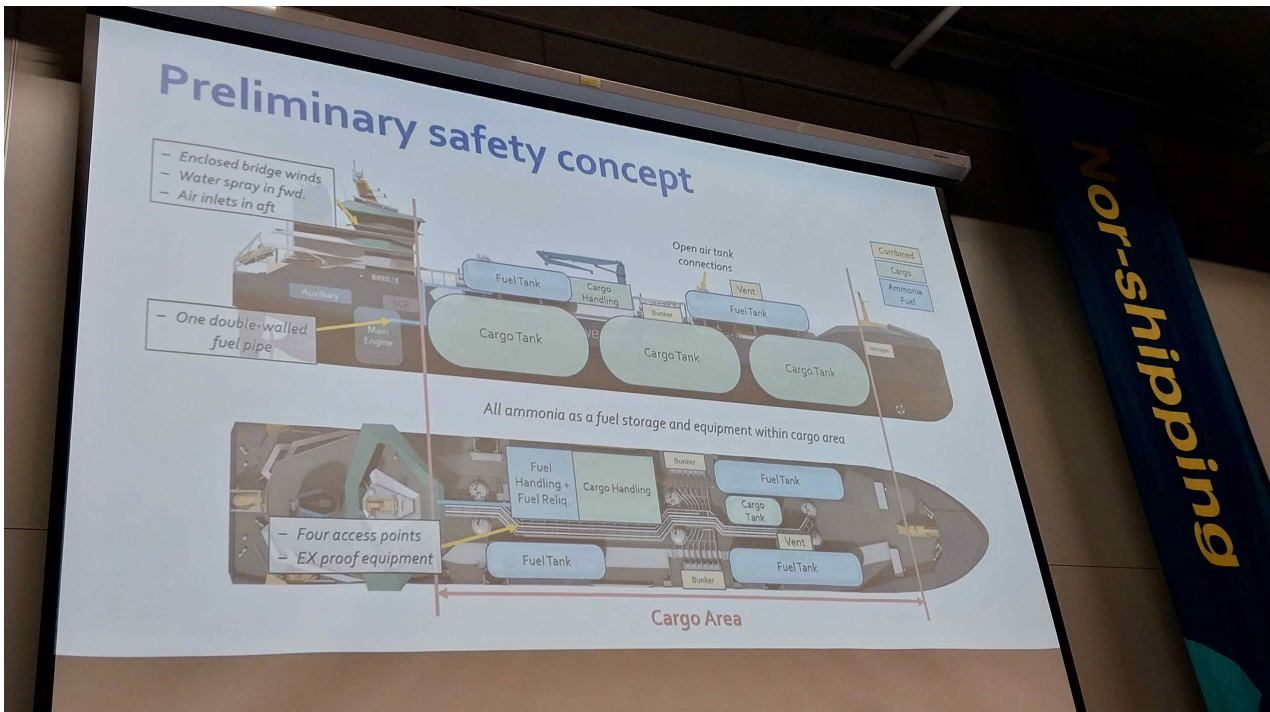 Preliminary safety concept
– Enclosed bridge winds
– Water spray in fwd.
– Air inlets in aft
Open air tank
connections
Combined
Cargo
Ammonia
Fuel
BREEZE
Auxiliary
SCR
Fuel Tank
Cargo
Handling
Bunker
Vent
Fuel Tank
– One double-walled
fuel pipe
Main
Engine
Cargo Tank
Cargo Tank
Cargo Tank
All ammonia as a fuel storage and equipment within cargo area
Fuel
Handling +
Fuel Reliq.
Cargo Handling
Bunker
Fuel Tank
Cargo
Tank
Vent
– Four access points
– EX proof equipment
Fuel Tank
Bunker
Fuel Tank
Cargo Area
Nor-shipping